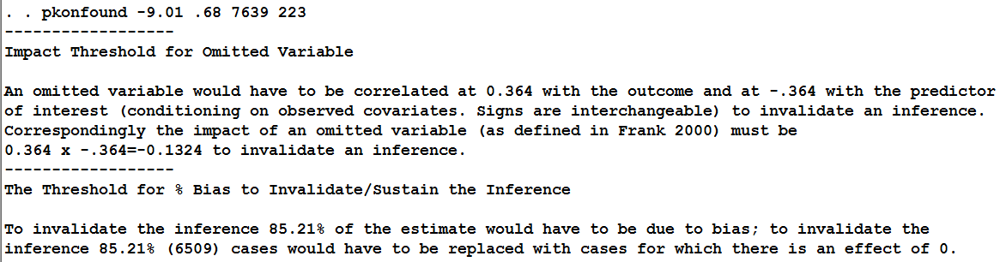 . . pkonfound -9.01 .68 7639 223
------------------
Impact Threshold for Omitted Variable
An omitted variable would have to be correlated at 0.364 with the outcome and at -.364 with the predictor
of interest (conditioning on observed covariates. Signs are interchangeable) to invalidate an inference.
Correspondingly the impact of an omitted variable (as defined in Frank 2000) must be
0.364 x -.364=-0.1324 to invalidate an inference.
------------------
The Threshold for % Bias to Invalidate/Sustain the Inference
To invalidate the inference 85.21% of the estimate would have to be due to bias; to invalidate the
inference 85.21% (6509) cases would have to be replaced with cases for which there is an effect of 0.